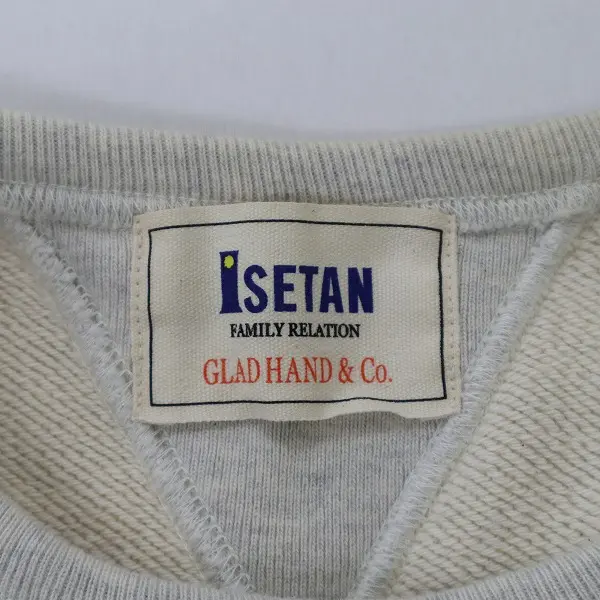 ISETAN
FAMILY RELATION
GLAD HAND & Co.